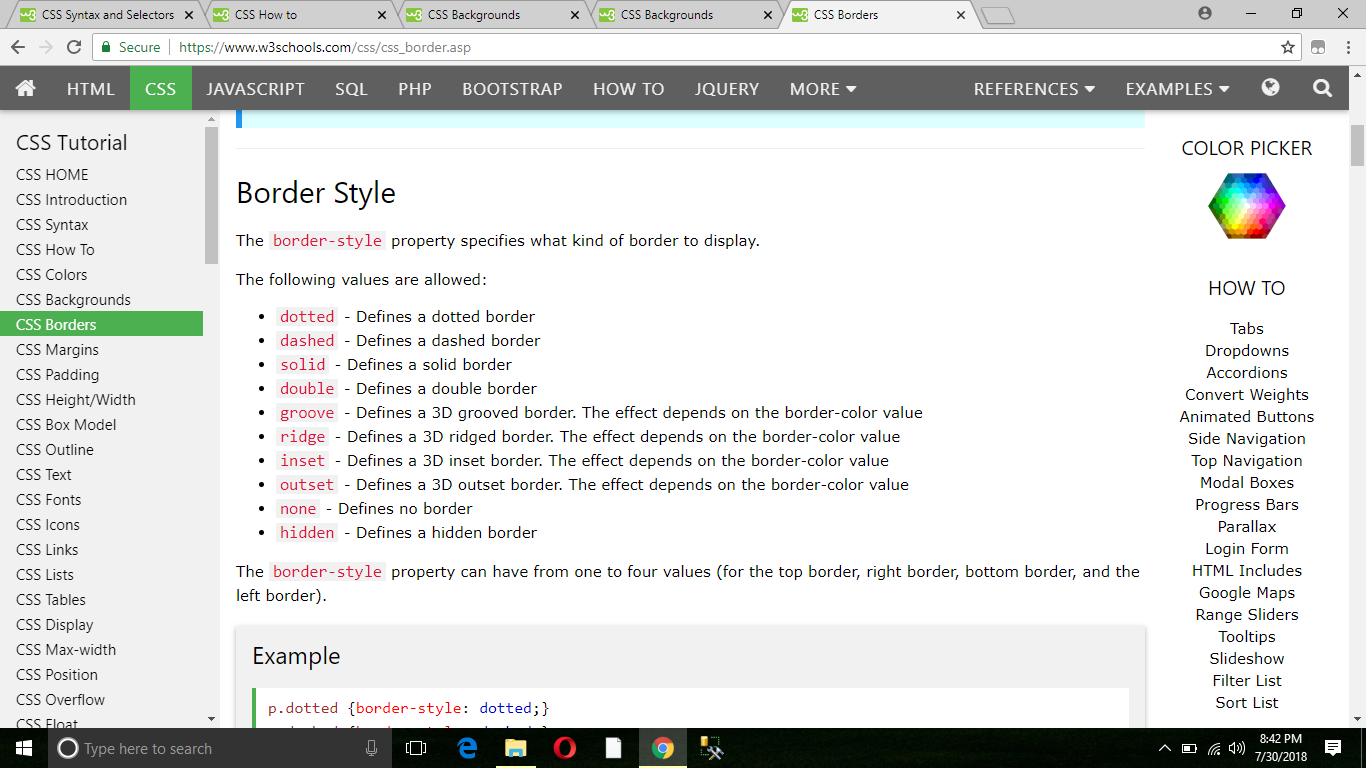 CSS Syntax and Selectors
CSS How to
CSS Backgrounds
CSS Backgrounds
CSS Borders
Secure
https://www.w3schools.com/css/css_border.asp
HTML CSS JAVASCRIPT SQL PHP BOOTSTRAP HOW TO JQUERY MORE REFERENCES EXAMPLES
CSS Tutorial
CSS HOME
CSS Introduction
CSS Syntax
CSS How To
CSS Colors
CSS Backgrounds
CSS Borders
CSS Margins
CSS Padding
CSS Height/Width
CSS Box Model
CSS Outline
CSS Text
CSS Fonts
CSS Icons
CSS Links
CSS Lists
CSS Tables
CSS Display
CSS Max-width
CSS Position
CSS Overflow
CSS Float
Border Style
The border-style property specifies what kind of border to display.
The following values are allowed:
dotted - Defines a dotted border
dashed - Defines a dashed border
solid - Defines a solid border
double - Defines a double border
groove - Defines a 3D grooved border. The effect depends on the border-color value
ridge - Defines a 3D ridged border. The effect depends on the border-color value
inset - Defines a 3D inset border. The effect depends on the border-color value
outset - Defines a 3D outset border. The effect depends on the border-color value
none - Defines no border
hidden - Defines a hidden border
The border-style property can have from one to four values (for the top border, right border, bottom border, and the
left border).
Example
p.dotted {border-style: dotted;}
COLOR PICKER
HOW TO
Tabs
Dropdowns
Accordions
Convert Weights
Animated Buttons
Side Navigation
Top Navigation
Modal Boxes
Progress Bars
Parallax
Login Form
HTML Includes
Google Maps
Range Sliders
Tooltips
Slideshow
Filter List
Sort List
Type here to search
8:42 PM
7/30/2018